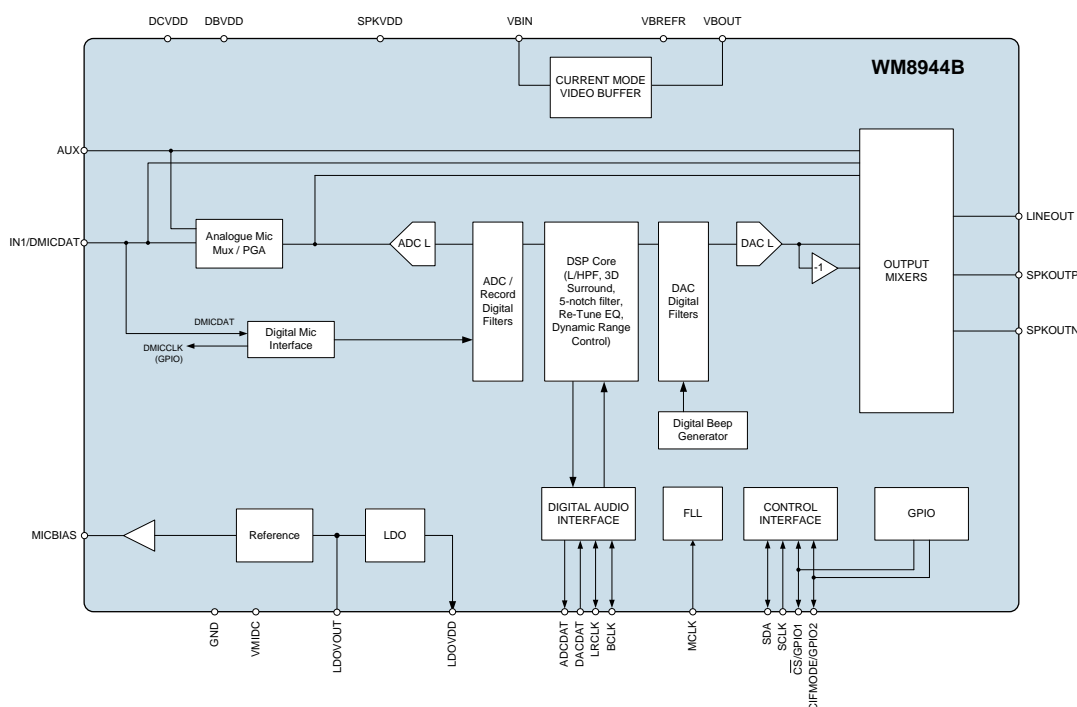 DCVDD
DBVDD
SPKVDD
VBIN
VBREFR
VBOUT
WM8944B
CURRENT MODE
VIDEO BUFFER
AUX
IN1/DMICDAT
Analogue Mic
Mux / PGA
ADC L
ADC /
Record
Digital
Filters
DSP Core
(L/HPF, 3D
Surround,
5-notch filter,
Re-Tune EQ,
Dynamic Range
Control)
DAC
Digital
Filters
DAC L
-1
OUTPUT
MIXERS
LINEOUT
SPKOUTP
SPKOUTN
DMICDAT
DMICCLK
(GPIO)
Digital Mic
Interface
Digital Beep
Generator
MICBIAS
Reference
LDO
DIGITAL AUDIO
INTERFACE
FLL
CONTROL
INTERFACE
GPIO
GND
VMIDC
LDOVOUT
LDOVDD
ADCDAT
DACDAT
LRCLK
BCLK
MCLK
SDA
SCLK
CS/GPIO1
CIFMODE/GPIO2